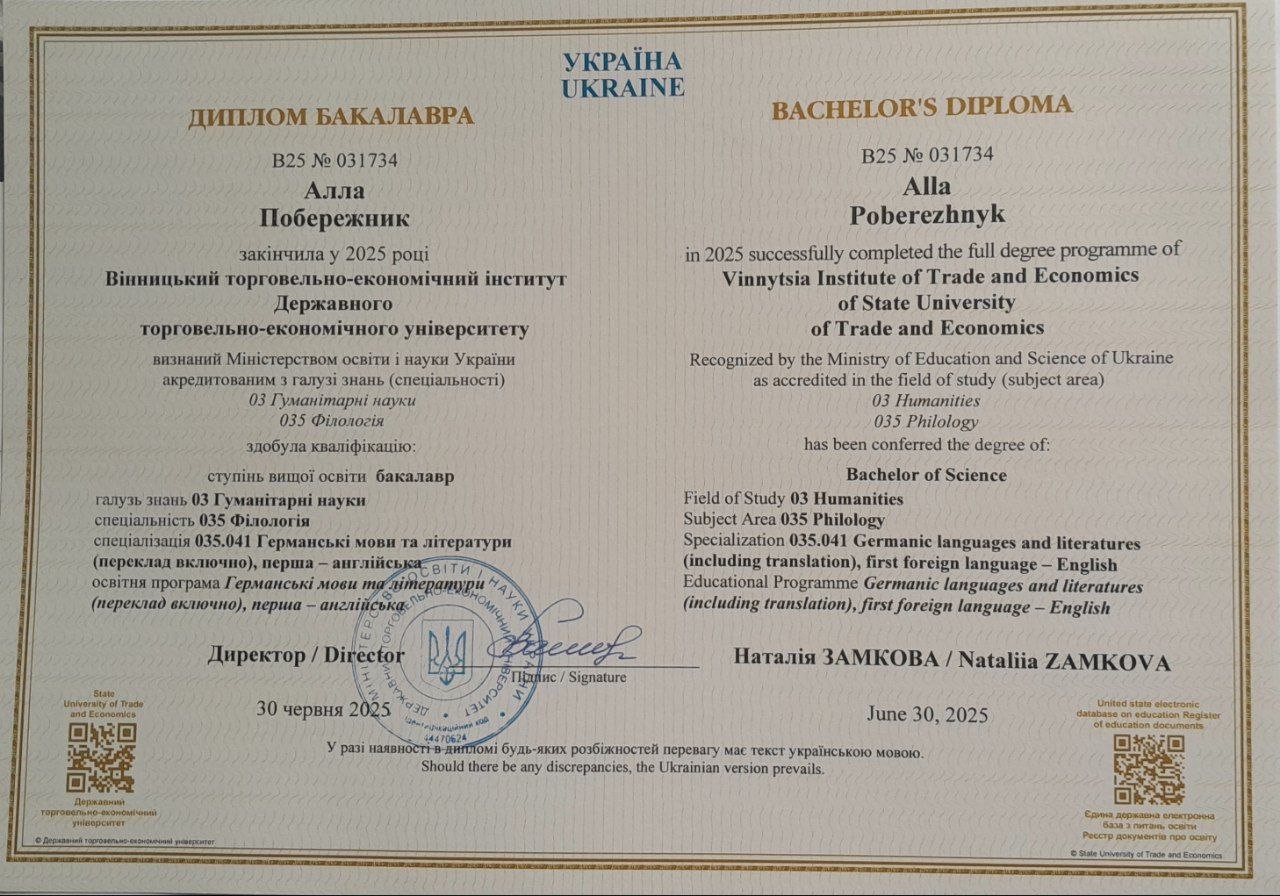 УКРАЇНА
UKRAINE
ДИПЛОМ БАКАЛАВРА
B25 № 031734
Алла
Побережник
закінчила у 2025 році
Вінницький торговельно-економічний інститут
Державного
торговельно-економічного університету
визнаний Міністерством освіти і науки України
акредитованим з галузі знань (спеціальності)
03 Гуманітарні науки
035 Філологія
здобула кваліфікацію:
ступінь вищої освіти бакалавр
галузь знань 03 Гуманітарні науки
спеціальність 035 Філологія
спеціалізація 035.041 Германські мови та літератури
(переклад включно), перша – англійська
освітня програма Германські мови та літератури
(переклад включно), перша – англійська
BACHELOR'S DIPLOMA
B25 № 031734
Alla
Poberezhnyk
in 2025 successfully completed the full degree programme of
Vinnytsia Institute of Trade and Economics
of State University
of Trade and Economics
Recognized by the Ministry of Education and Science of Ukraine
as accredited in the field of study (subject area)
03 Humanities
035 Philology
has been conferred the degree of:
Bachelor of Science
Field of Study 03 Humanities
Subject Area 035 Philology
Specialization 035.041 Germanic languages and literatures
(including translation), first foreign language – English
Educational Programme Germanic languages and literatures
(including translation), first foreign language – English
Директор / Director
Підпис / Signature
Наталія ЗАМКОВА / Nataliia ZAMKOVA
30 червня 2025
June 30, 2025
МІНІСТЕРСТВО ОСВІТИ І НАУКИ УКРАЇНИ
ДЕРЖАВНИЙ ТОРГОВЕЛЬНО-ЕКОНОМІЧНИЙ УНІВЕРСИТЕТ
Ідентифікаційний код
44470624
У разі наявності в дипломі будь-яких розбіжностей перевагу має текст українською мовою.
Should there be any discrepancies, the Ukrainian version prevails.
State
University of Trade
and Economics
Державний
торговельно-економічний
університет
© Державний торговельно-економічний університет
United state electronic
database on education Register
of education documents
Єдина державна електронна
база з питань освіти
Реєстр документів про освіту
© State University of Trade and Economics